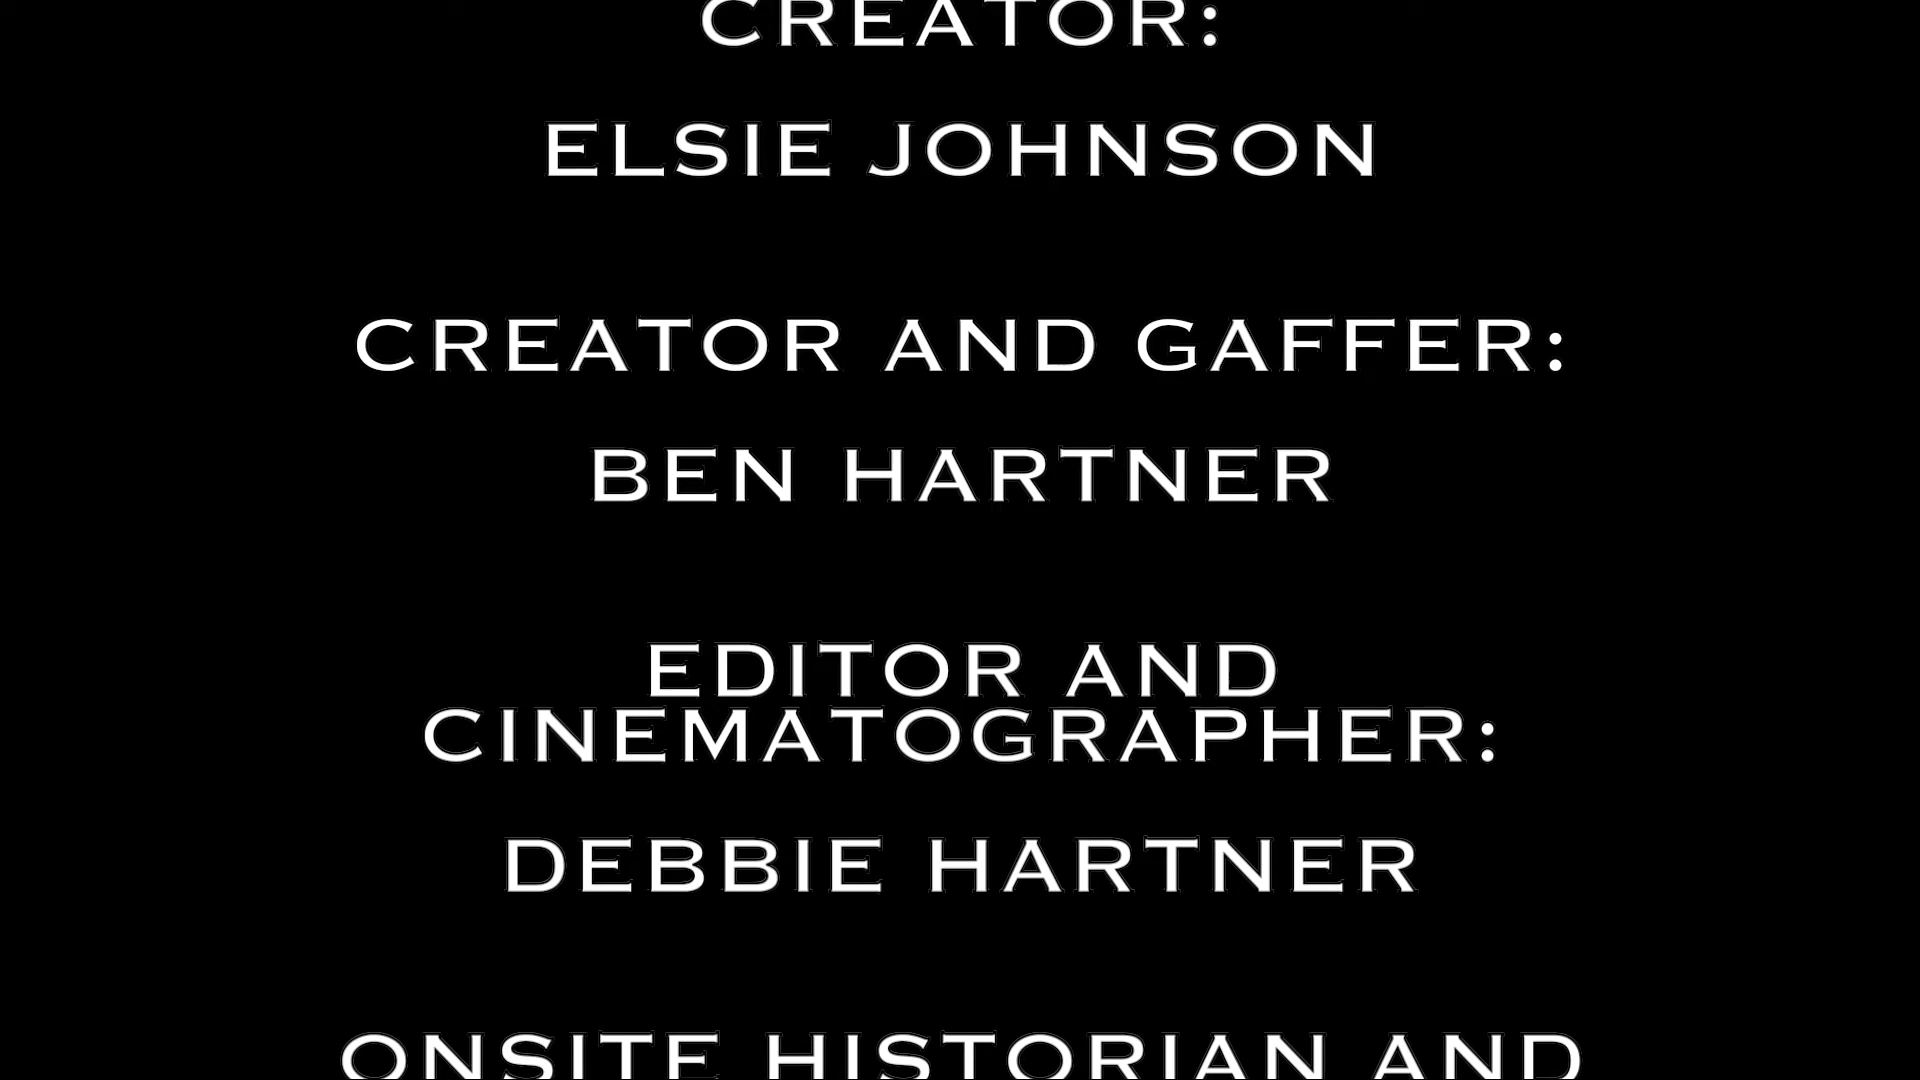 CREATOR:
ELSIE JOHNSON
CREATOR AND GAFFER:
BEN HARTNER
EDITOR AND
CINEMATOGRAPHER:
DEBBIE HARTNER
ONSITE HISTORIAN AND